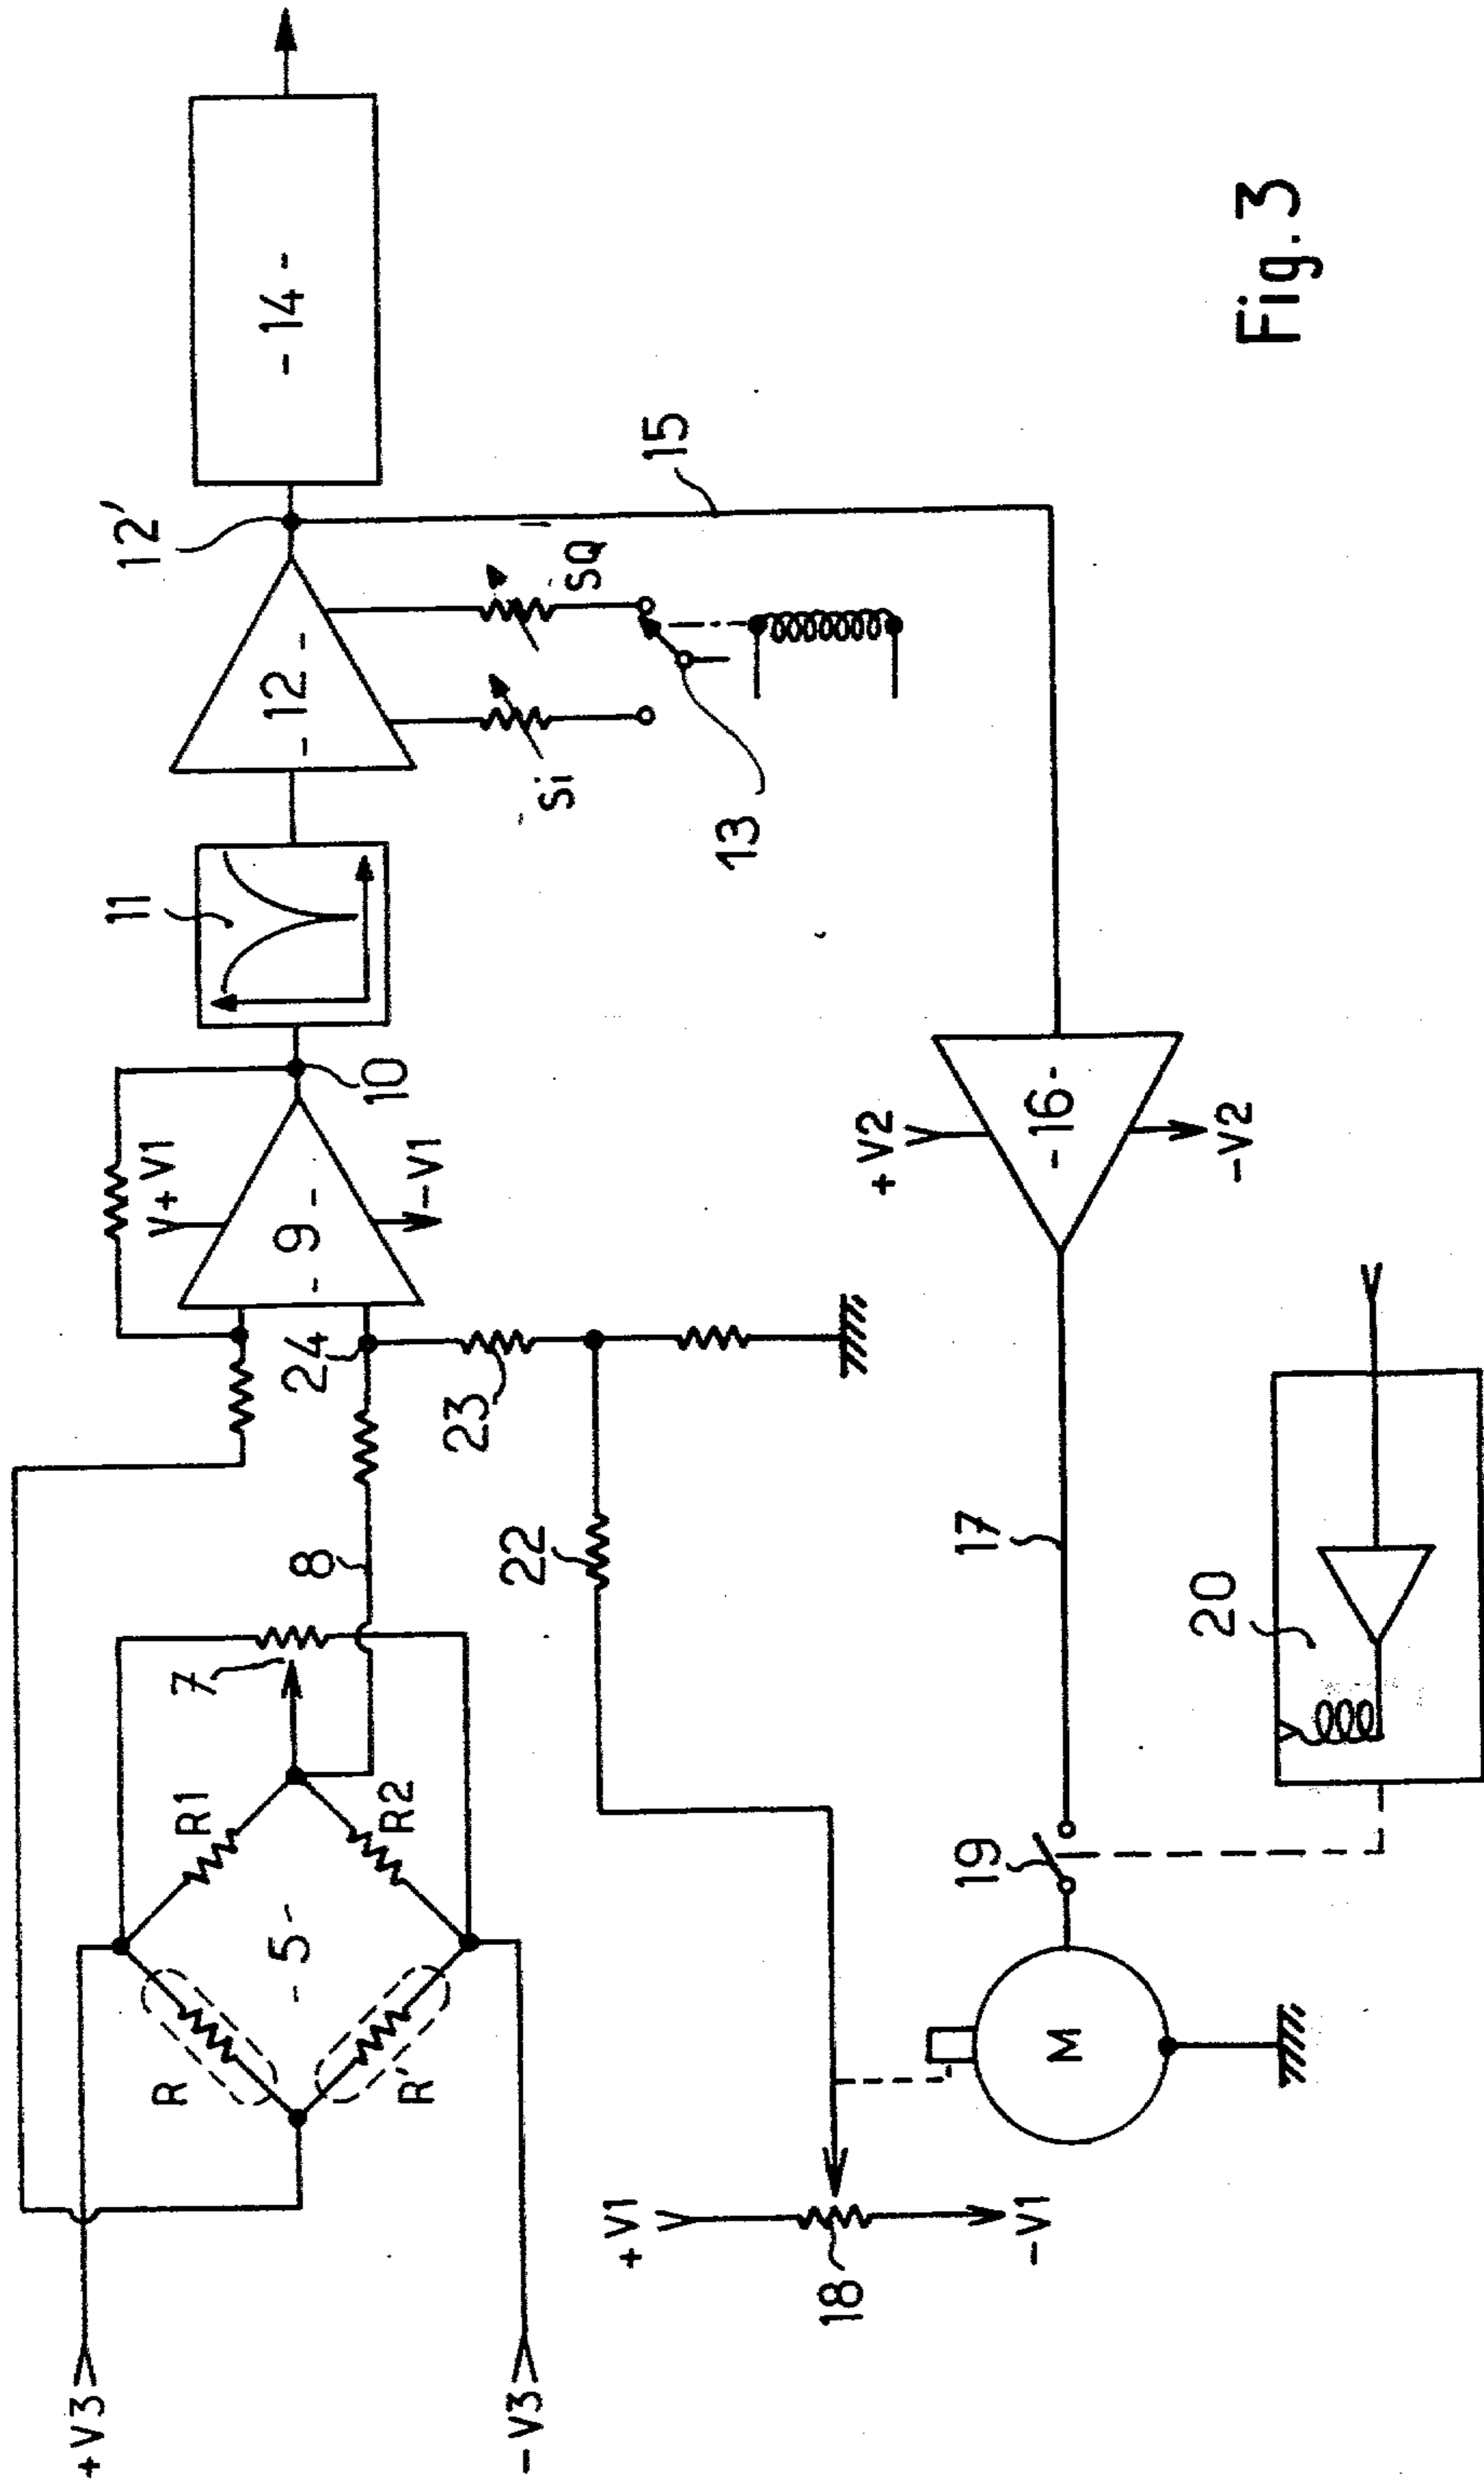 +V3
-V3
R
R'
- 5 -
R1
R2
7
8
24
- 9 -
+V1
-V1
10
11
- 12 -
12'
- 14 -
Si
SQ
13
15
23
22
+V1
18
-V1
M
19
17
20
+V2
- 16 -
-V2
Fig.3